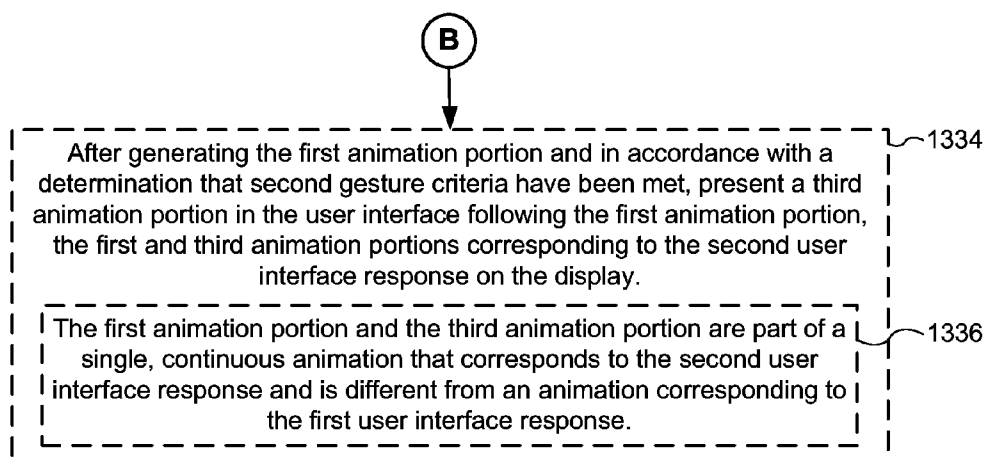 B
After generating the first animation portion and in accordance with a
1334
determination that second gesture criteria have been met, present a third
animation portion in the user interface following the first animation portion,
the first and third animation portions corresponding to the second user
interface response on the display.
The first animation portion and the third animation portion are part of a
1336
single, continuous animation that corresponds to the second user
interface response and is different from an animation corresponding to
the first user interface response.